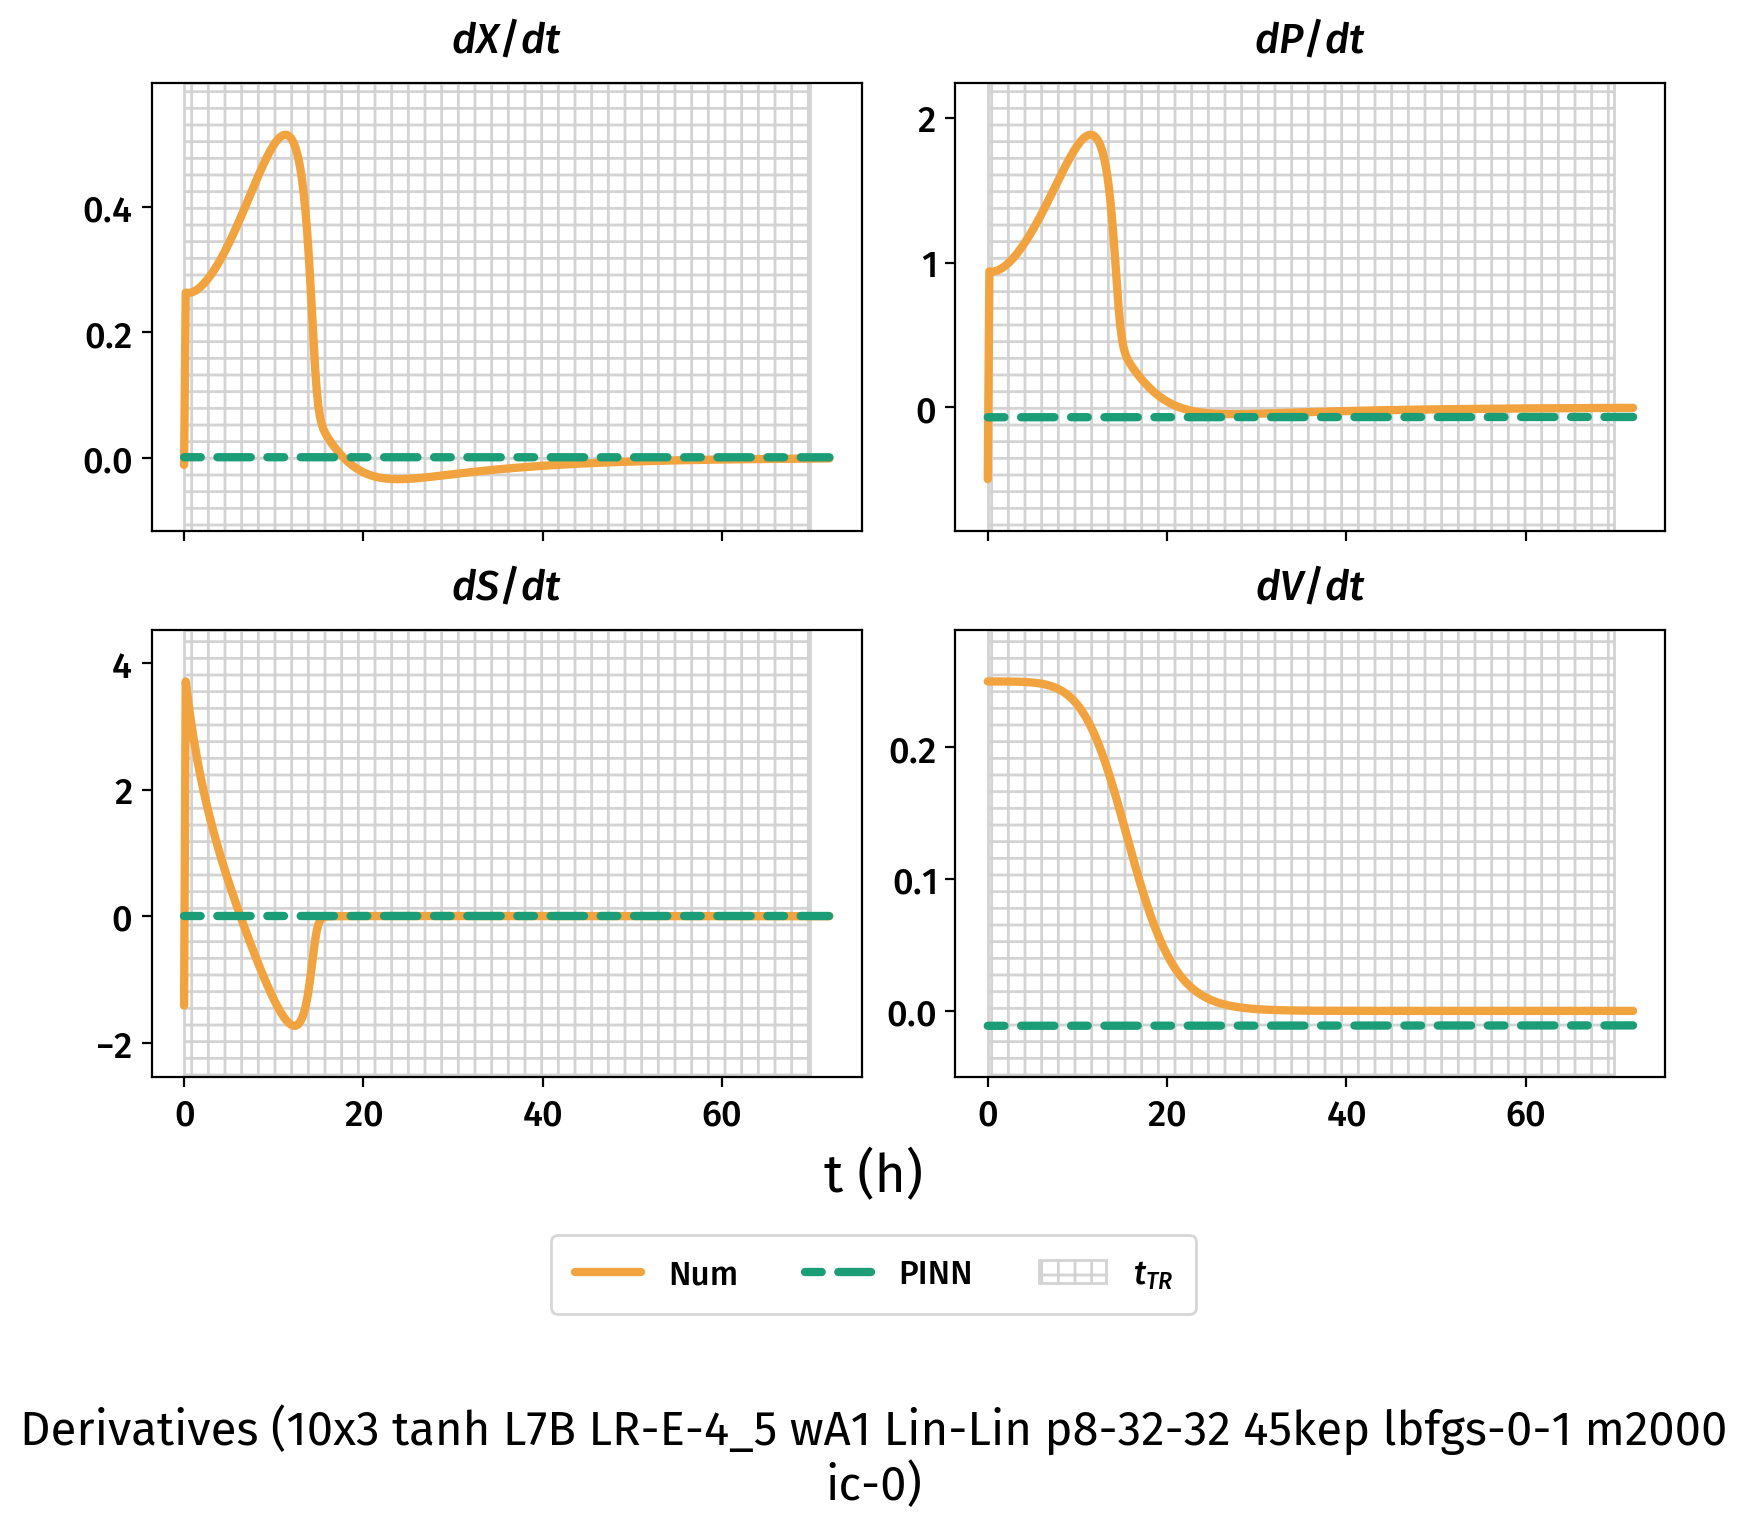 dX/dt
dP/dt
0.4
0.2
0.0
2
1
0
dS/dt
dV/dt
4
2
0
−2
0.2
0.1
0.0
0 20 40 60
0 20 40 60
t (h)
Num PINN tTR
Derivatives (10x3 tanh L7B LR-E-4_5 wA1 Lin-Lin p8-32-32 45kep lbfgs-0-1 m2000
ic-0)